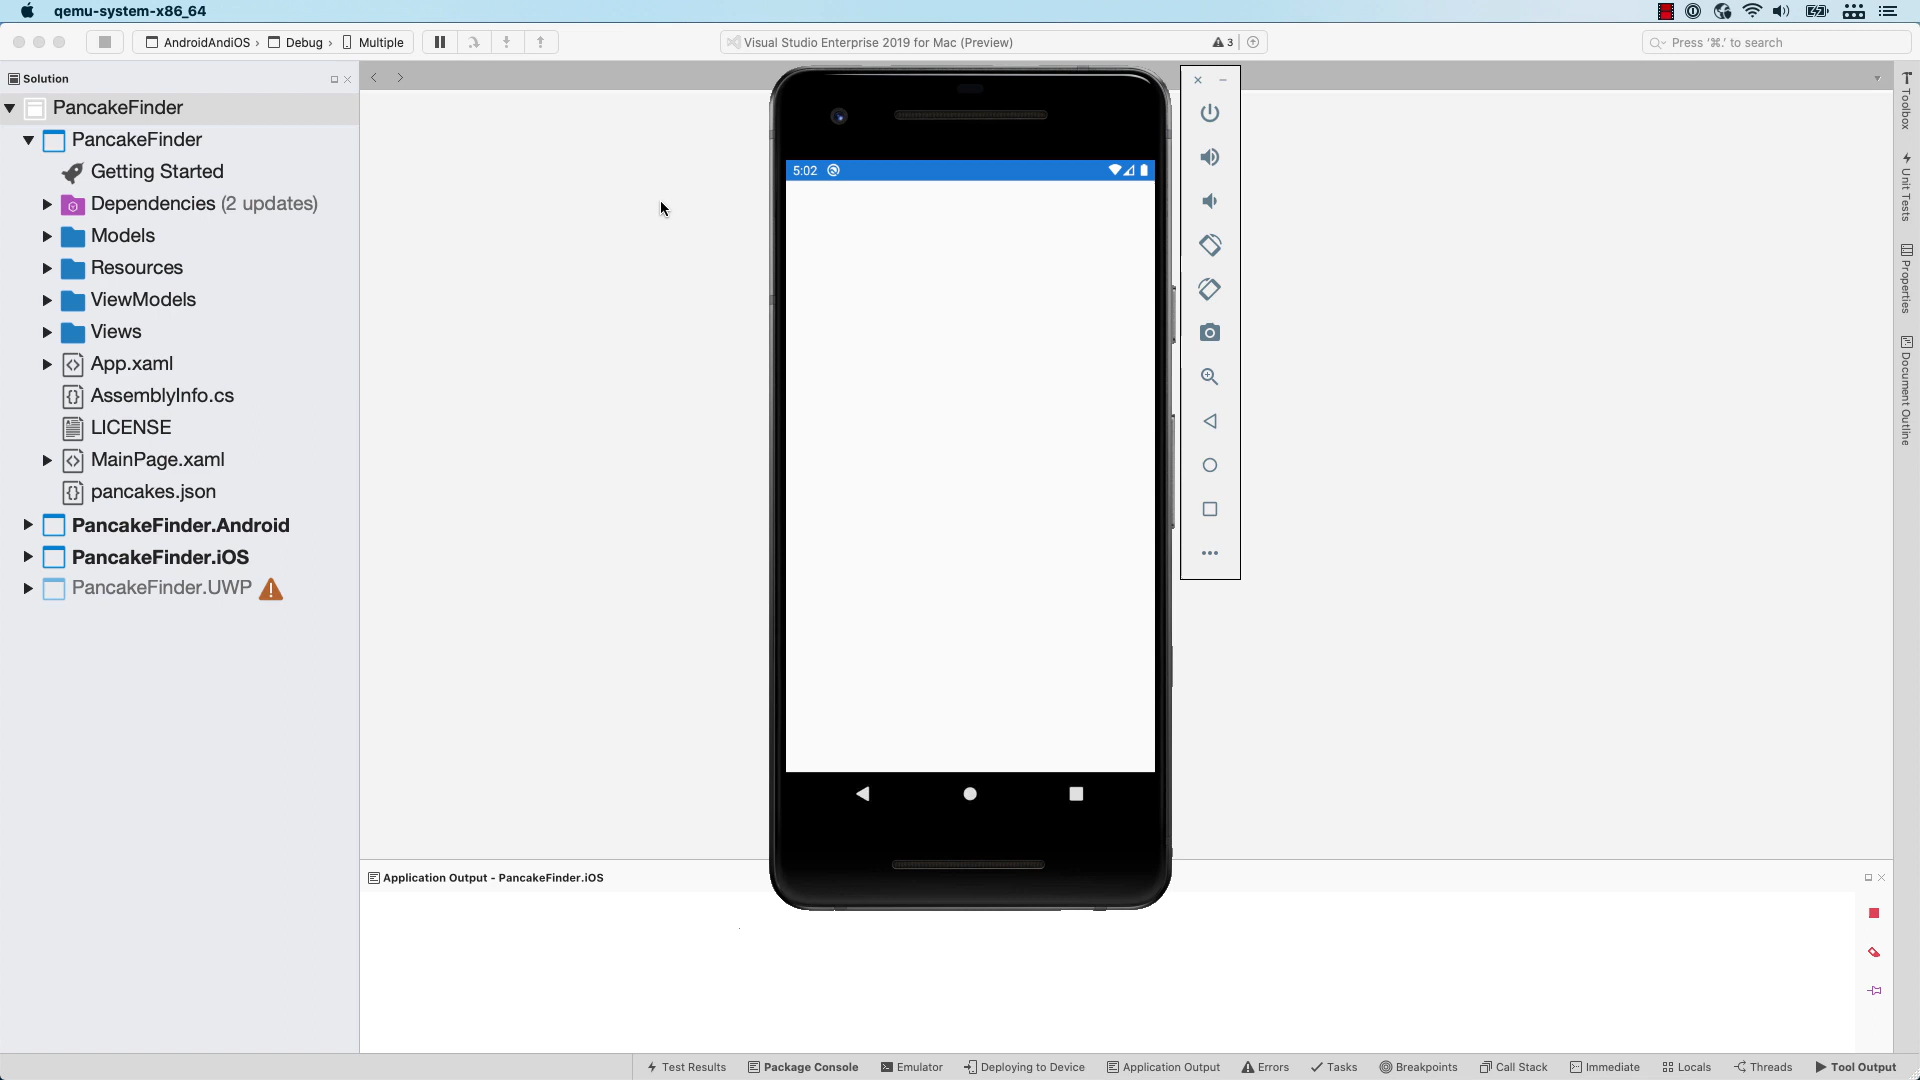 qemu-system-x86_64
AndroidAndiOS › Debug › Multiple
Visual Studio Enterprise 2019 for Mac (Preview)
3
Press '⌘.' to search
Solution
PancakeFinder
PancakeFinder
Getting Started
Dependencies (2 updates)
Models
Resources
ViewModels
Views
App.xaml
AssemblyInfo.cs
LICENSE
MainPage.xaml
pancakes.json
PancakeFinder.Android
PancakeFinder.iOS
PancakeFinder.UWP
5:02
Toolbox
Unit Tests
Properties
Document Outline
Application Output - PancakeFinder.iOS
Test Results
Package Console
Emulator
Deploying to Device
Application Output
Errors
Tasks
Breakpoints
Call Stack
Immediate
Locals
Threads
Tool Output